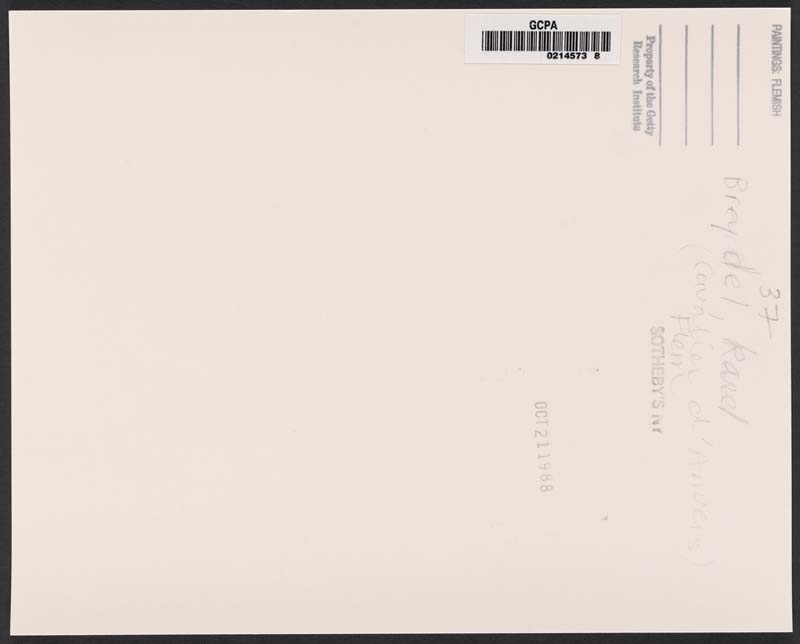 GCPA
0214573 8
PAINTINGS: FLEMISH
Property of the Getty
Research Institute
37
Breydel, Karel
(Cavalier d'Anvers)
Flem.
SOTHEBY'S NY
OCT 21 1988